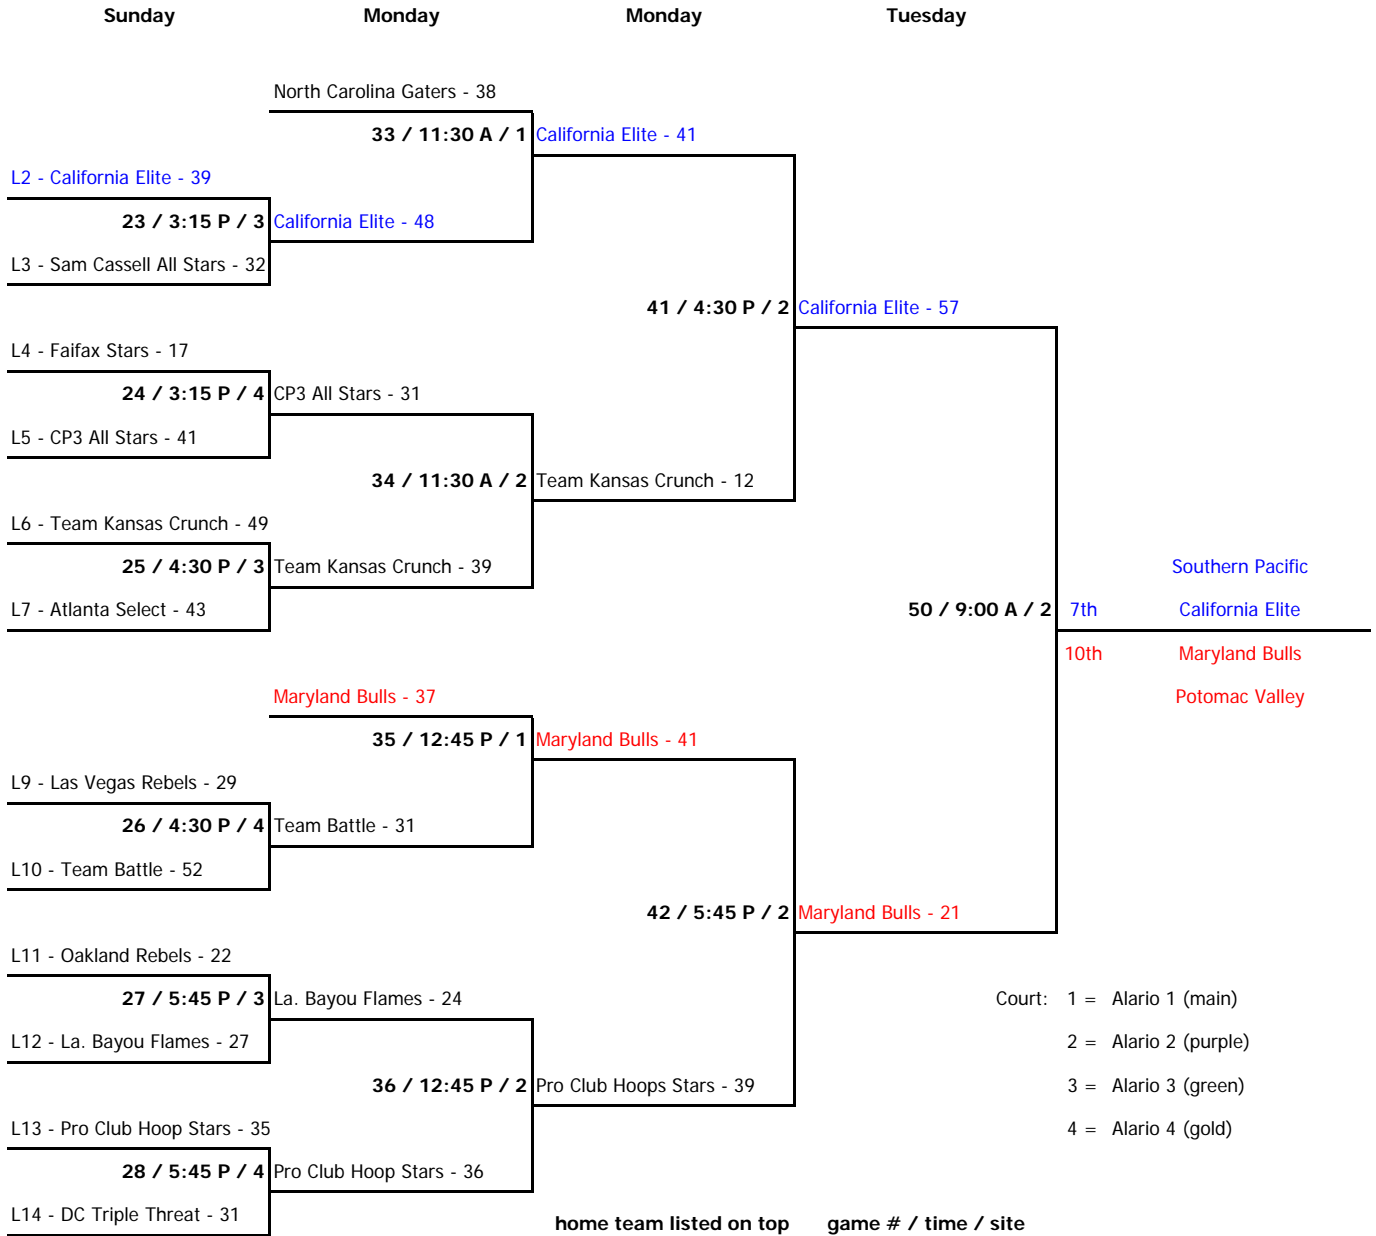 Sunday Monday Monday Tuesday
North Carolina Gaters - 38
33 / 11:30 A / 1 California Elite - 41
L2 - California Elite - 39
23 / 3:15 P / 3 California Elite - 48
L3 - Sam Cassell All Stars - 32
41 / 4:30 P / 2 California Elite - 57
L4 - Faifax Stars - 17
24 / 3:15 P / 4 CP3 All Stars - 31
L5 - CP3 All Stars - 41
34 / 11:30 A / 2 Team Kansas Crunch - 12
L6 - Team Kansas Crunch - 49
25 / 4:30 P / 3 Team Kansas Crunch - 39 Southern Pacific
L7 - Atlanta Select - 43 50 / 9:00 A / 2 7th California Elite
10th Maryland Bulls
Maryland Bulls - 37 Potomac Valley
35 / 12:45 P / 1 Maryland Bulls - 41
L9 - Las Vegas Rebels - 29
26 / 4:30 P / 4 Team Battle - 31
L10 - Team Battle - 52
42 / 5:45 P / 2 Maryland Bulls - 21
L11 - Oakland Rebels - 22
27 / 5:45 P / 3 La. Bayou Flames - 24 Court: 1 = Alario 1 (main)
L12 - La. Bayou Flames - 27 2 = Alario 2 (purple)
36 / 12:45 P / 2 Pro Club Hoops Stars - 39 3 = Alario 3 (green)
L13 - Pro Club Hoop Stars - 35 4 = Alario 4 (gold)
28 / 5:45 P / 4 Pro Club Hoop Stars - 36
L14 - DC Triple Threat - 31 home team listed on top game # / time / site